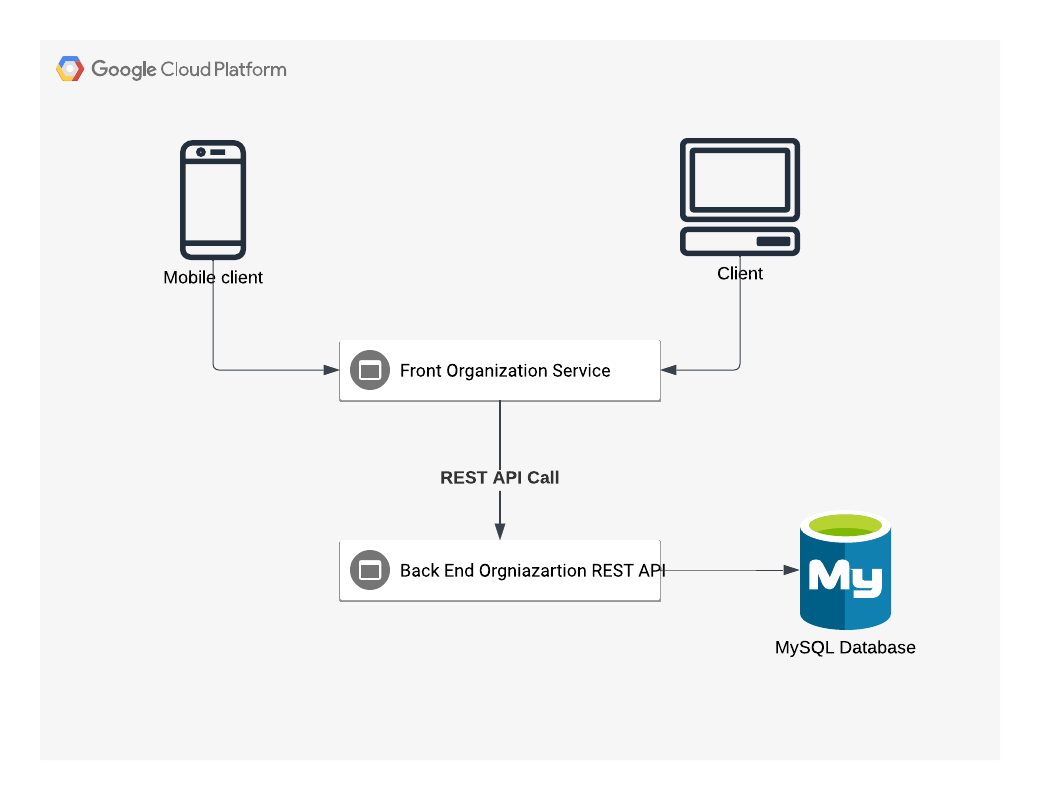 Google Cloud Platform
Mobile client
Client
Front Organization Service
REST API Call
Back End Orgniazartion REST API
My
MySQL Database